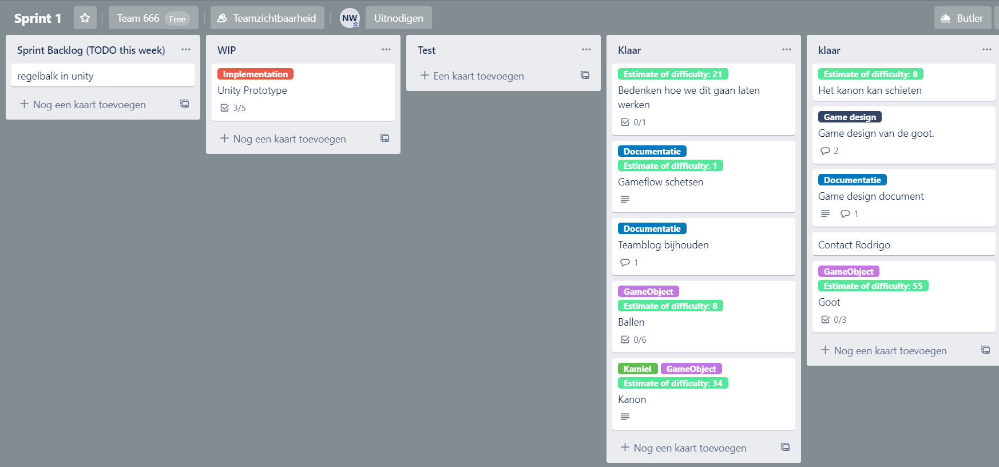 Sprint 1
Team 666 Free
Teamzichtbaarheid
NW
Uitnodigen
Butler
Sprint Backlog (TODO this week)
regelbalk in unity
Nog een kaart toevoegen
WIP
Implementation
Unity Prototype
3/5
Nog een kaart toevoegen
Test
Een kaart toevoegen
Klaar
Estimate of difficulty: 21
Bedenken hoe we dit gaan laten
werken
0/1
Documentatie
Estimate of difficulty: 1
Gameflow schetsen
Documentatie
Teamblog bijhouden
1
GameObject
Estimate of difficulty: 8
Ballen
0/6
Kamiel GameObject
Estimate of difficulty: 34
Kanon
Nog een kaart toevoegen
klaar
Estimate of difficulty: 8
Het kanon kan schieten
Game design
Game design van de goot.
2
Documentatie
Game design document
1
Contact Rodrigo
GameObject
Estimate of difficulty: 55
Goot
0/3
Nog een kaart toevoegen